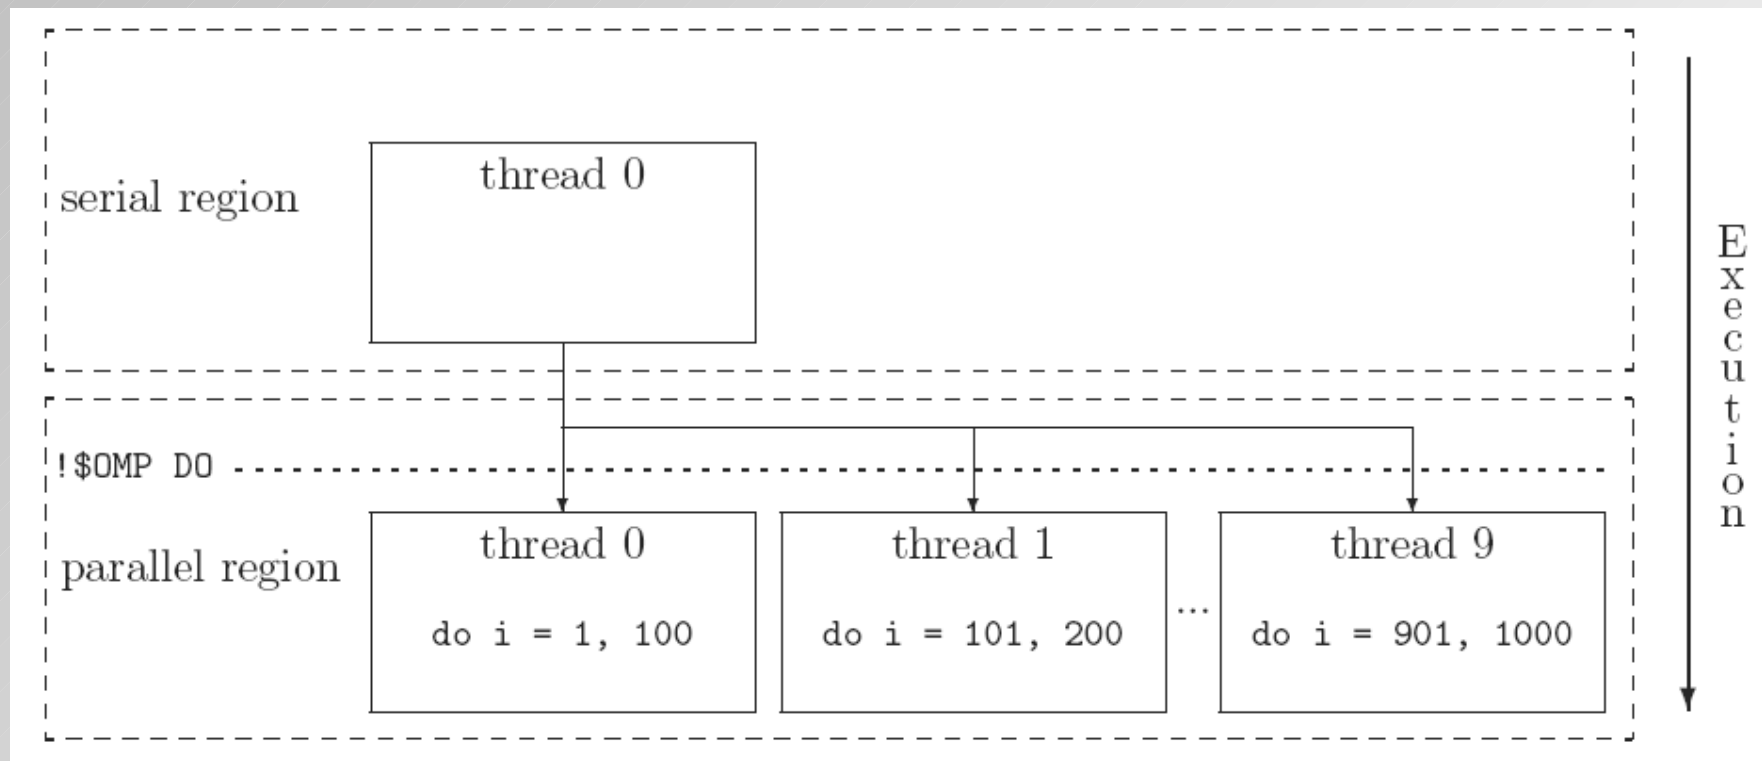 thread 0
serial region
Execution
!$OMP DO
thread 0
thread 1
thread 9
parallel region
do i = 1, 100
do i = 101, 200
...
do i = 901, 1000